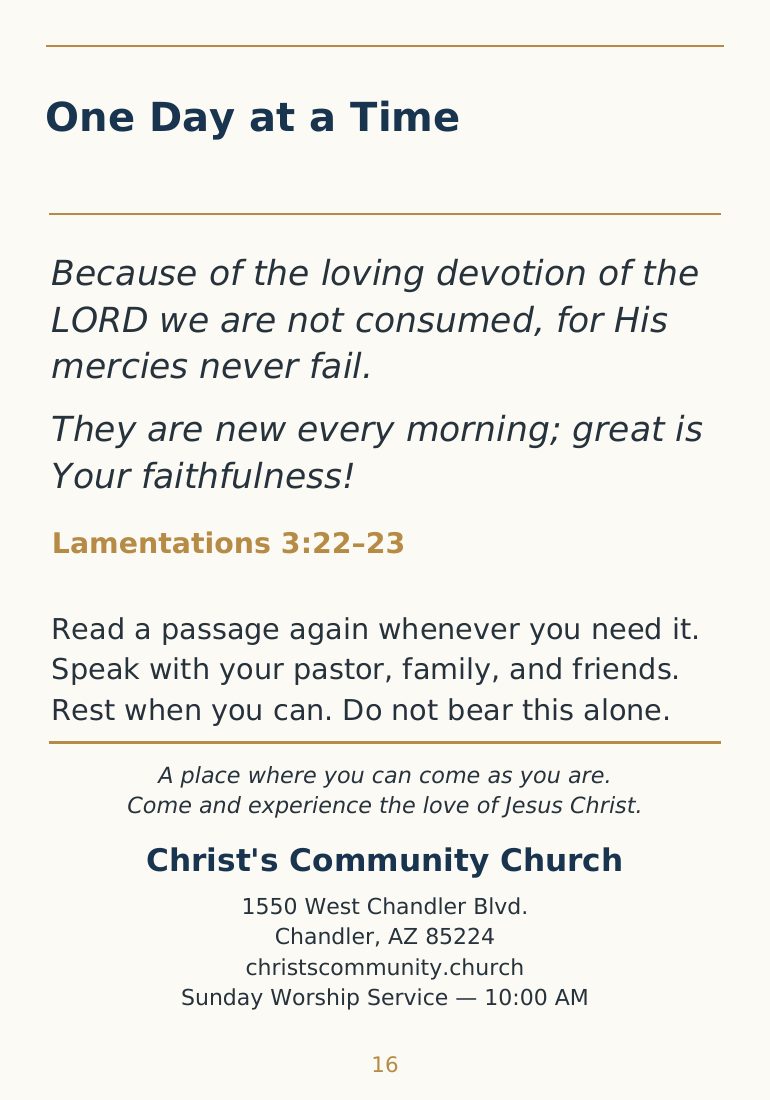 One Day at a Time
Because of the loving devotion of the
LORD we are not consumed, for His
mercies never fail.
They are new every morning; great is
Your faithfulness!
Lamentations 3:22–23
Read a passage again whenever you need it.
Speak with your pastor, family, and friends.
Rest when you can. Do not bear this alone.
A place where you can come as you are.
Come and experience the love of Jesus Christ.
Christ's Community Church
1550 West Chandler Blvd.
Chandler, AZ 85224
christscommunity.church
Sunday Worship Service — 10:00 AM
16